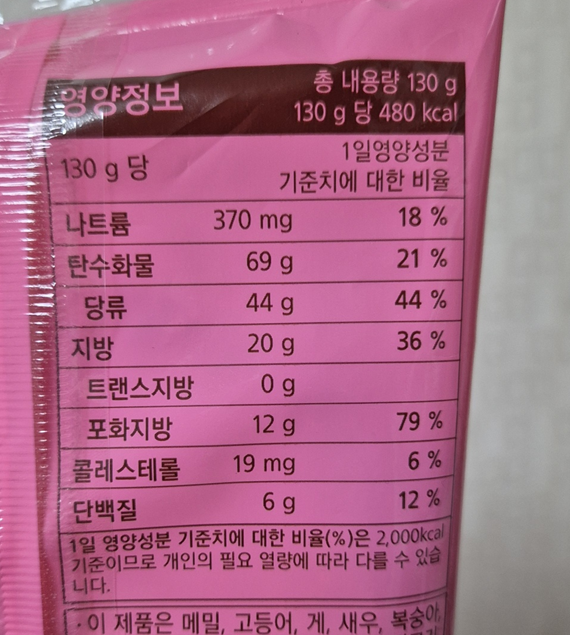 영양정보
총 내용량 130 g
130 g 당 480 kcal
130 g 당
1일영양성분
기준치에 대한 비율
나트륨 370 mg 18 %
탄수화물 69 g 21 %
당류 44 g 44 %
지방 20 g 36 %
트랜스지방 0 g
포화지방 12 g 79 %
콜레스테롤 19 mg 6 %
단백질 6 g 12 %
1일 영양성분 기준치에 대한 비율(%)은 2,000kcal
기준이므로 개인의 필요 열량에 따라 다를 수 있습
니다.
·이 제품은 메밀, 고등어, 게, 새우, 복숭아,